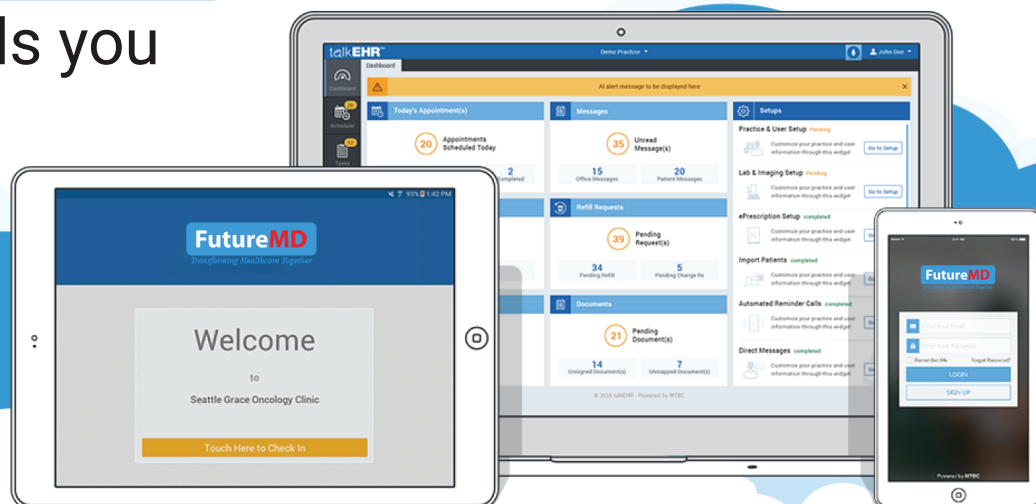 ls you
talkEHR
Demo Practice
John Doe
Dashboard
Dashboard
AI alert message to be displayed here
20
Scheduler
12
Tasks
Today's Appointment(s)
20
Appointments
Scheduled Today
2
Completed
Messages
35
Unread
Message(s)
15
Office Messages
20
Patient Messages
Refill Requests
39
Pending
Request(s)
34
Pending Refill
5
Pending Change Rx
Documents
21
Pending
Document(s)
14
Unsigned Document(s)
7
Unmapped Document(s)
Setups
Practice & User Setup Pending
Customize your practice and user
information through this widget
Go to Setup
Lab & Imaging Setup Pending
Customize your practice and user
information through this widget
Go to Setup
ePrescription Setup completed
Customize your practice and user
information through this widget
Import Patients completed
Customize your practice and user
information through this widget
Automated Reminder Calls completed
Customize your practice and user
information through this widget
Direct Messages completed
Customize your practice and user
information through this widget
© 2016 talkEHR - Powered by MTBC
93% 1:42 PM
FutureMD
Transforming Healthcare Together
Welcome
to
Seattle Grace Oncology Clinic
Touch Here to Check In
FutureMD
Enter Your Email
Enter Your Password
Remember Me
Forgot Password?
LOGIN
SIGN UP
Powered by MTBC